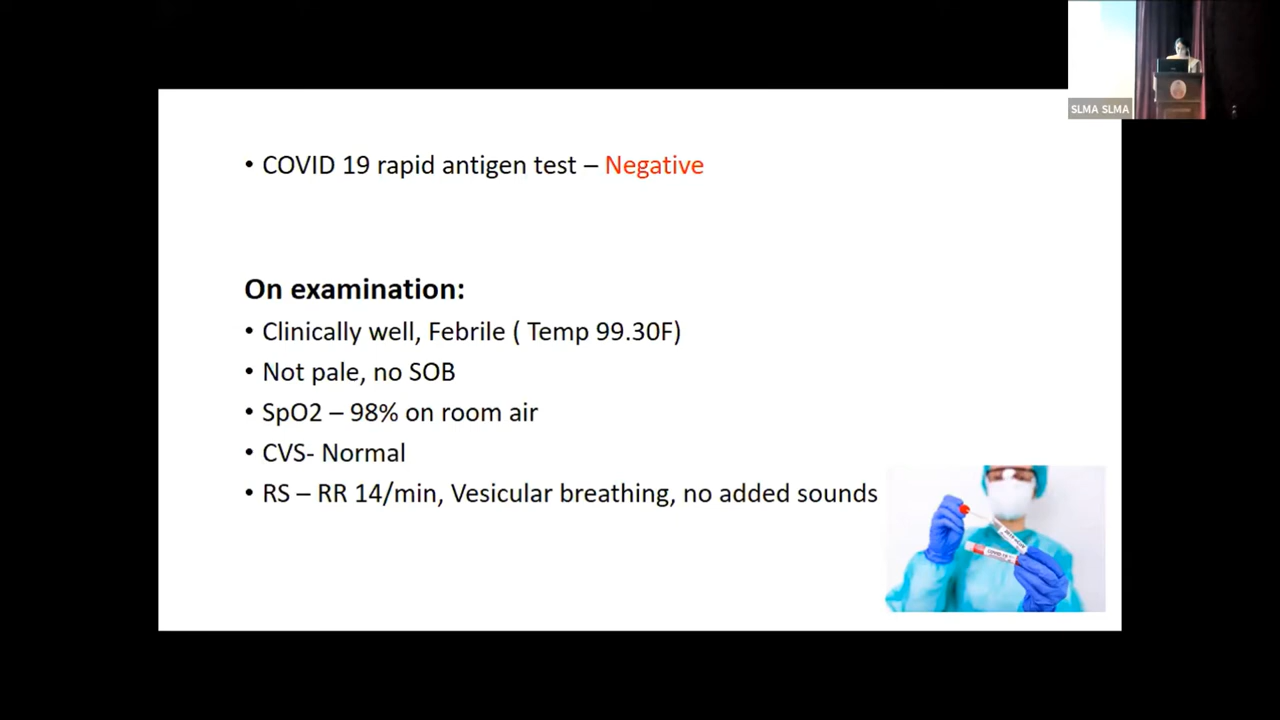 SLMA SLMA
• COVID 19 rapid antigen test – Negative
On examination:
• Clinically well, Febrile ( Temp 99.30F)
• Not pale, no SOB
• SpO2 – 98% on room air
• CVS- Normal
• RS – RR 14/min, Vesicular breathing, no added sounds